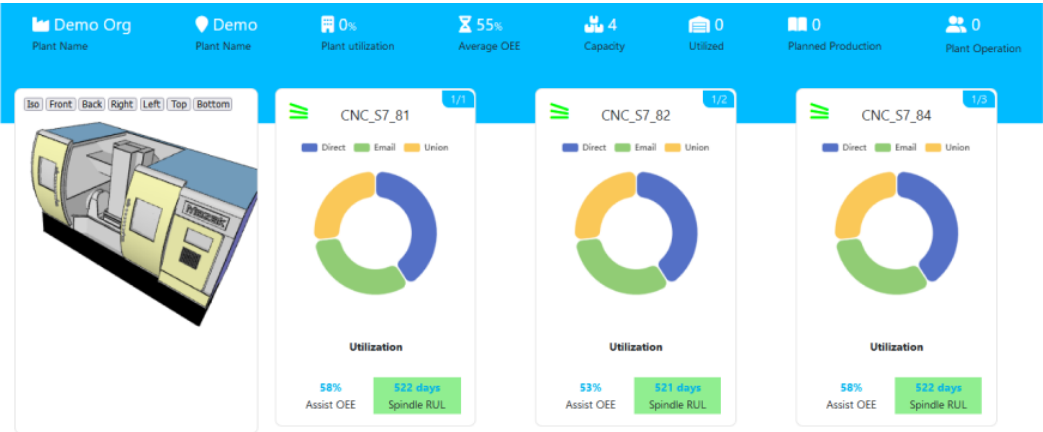 Demo Org
Plant Name
Demo
Plant Name
0%
Plant utilization
55%
Average OEE
4
Capacity
0
Utilized
0
Planned Production
0
Plant Operation
Iso Front Back Right Left Top Bottom
1/1
CNC_S7_81
Direct Email Union
Utilization
58%
Assist OEE
522 days
Spindle RUL
1/2
CNC_S7_82
Direct Email Union
Utilization
53%
Assist OEE
521 days
Spindle RUL
1/3
CNC_S7_84
Direct Email Union
Utilization
58%
Assist OEE
522 days
Spindle RUL